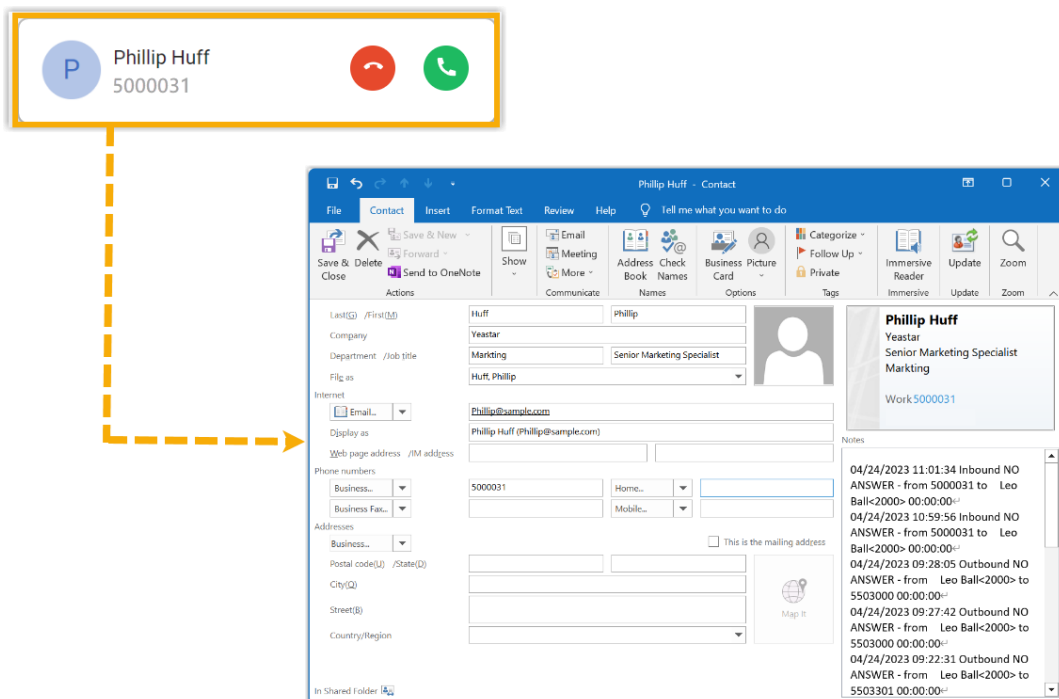 P
Phillip Huff
5000031
Phillip Huff - Contact
File Contact Insert Format Text Review Help Tell me what you want to do
Save & Close
Delete
Save & New
Forward
Send to OneNote
Actions
Show
Email
Meeting
More
Communicate
Address Book
Check Names
Names
Business Card
Picture
Options
Categorize
Follow Up
Private
Tags
Immersive Reader
Immersive
Update
Update
Zoom
Zoom
Last(G) /First(M) Huff Phillip
Company Yeastar
Department /Job title Markting Senior Marketing Specialist
File as Huff, Phillip
Internet
Email... Phillip@sample.com
Display as Phillip Huff (Phillip@sample.com)
Web page address /IM address
Phone numbers
Business... 5000031 Home...
Business Fax... Mobile...
Addresses
Business... This is the mailing address
Postal code(U) /State(D)
City(O)
Street(B)
Map It
Country/Region
In Shared Folder
Phillip Huff
Yeastar
Senior Marketing Specialist
Markting
Work5000031
Notes
04/24/2023 11:01:34 Inbound NO
ANSWER - from 5000031 to Leo
Ball<2000> 00:00:00↵
04/24/2023 10:59:56 Inbound NO
ANSWER - from 5000031 to Leo
Ball<2000> 00:00:00↵
04/24/2023 09:28:05 Outbound NO
ANSWER - from Leo Ball<2000> to
5503000 00:00:00↵
04/24/2023 09:27:42 Outbound NO
ANSWER - from Leo Ball<2000> to
5503000 00:00:00↵
04/24/2023 09:22:31 Outbound NO
ANSWER - from Leo Ball<2000> to
5503301 00:00:00↵